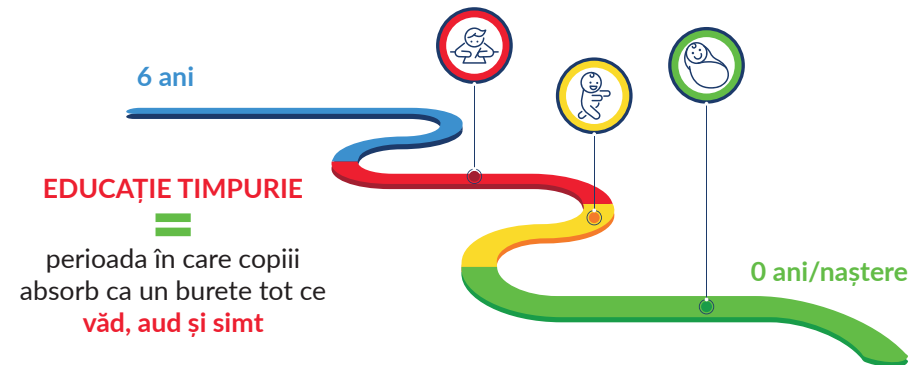 6 ani
EDUCAȚIE TIMPURIE
=
perioada în care copiii
absorb ca un burete tot ce
văd, aud și simt
0 ani/naștere